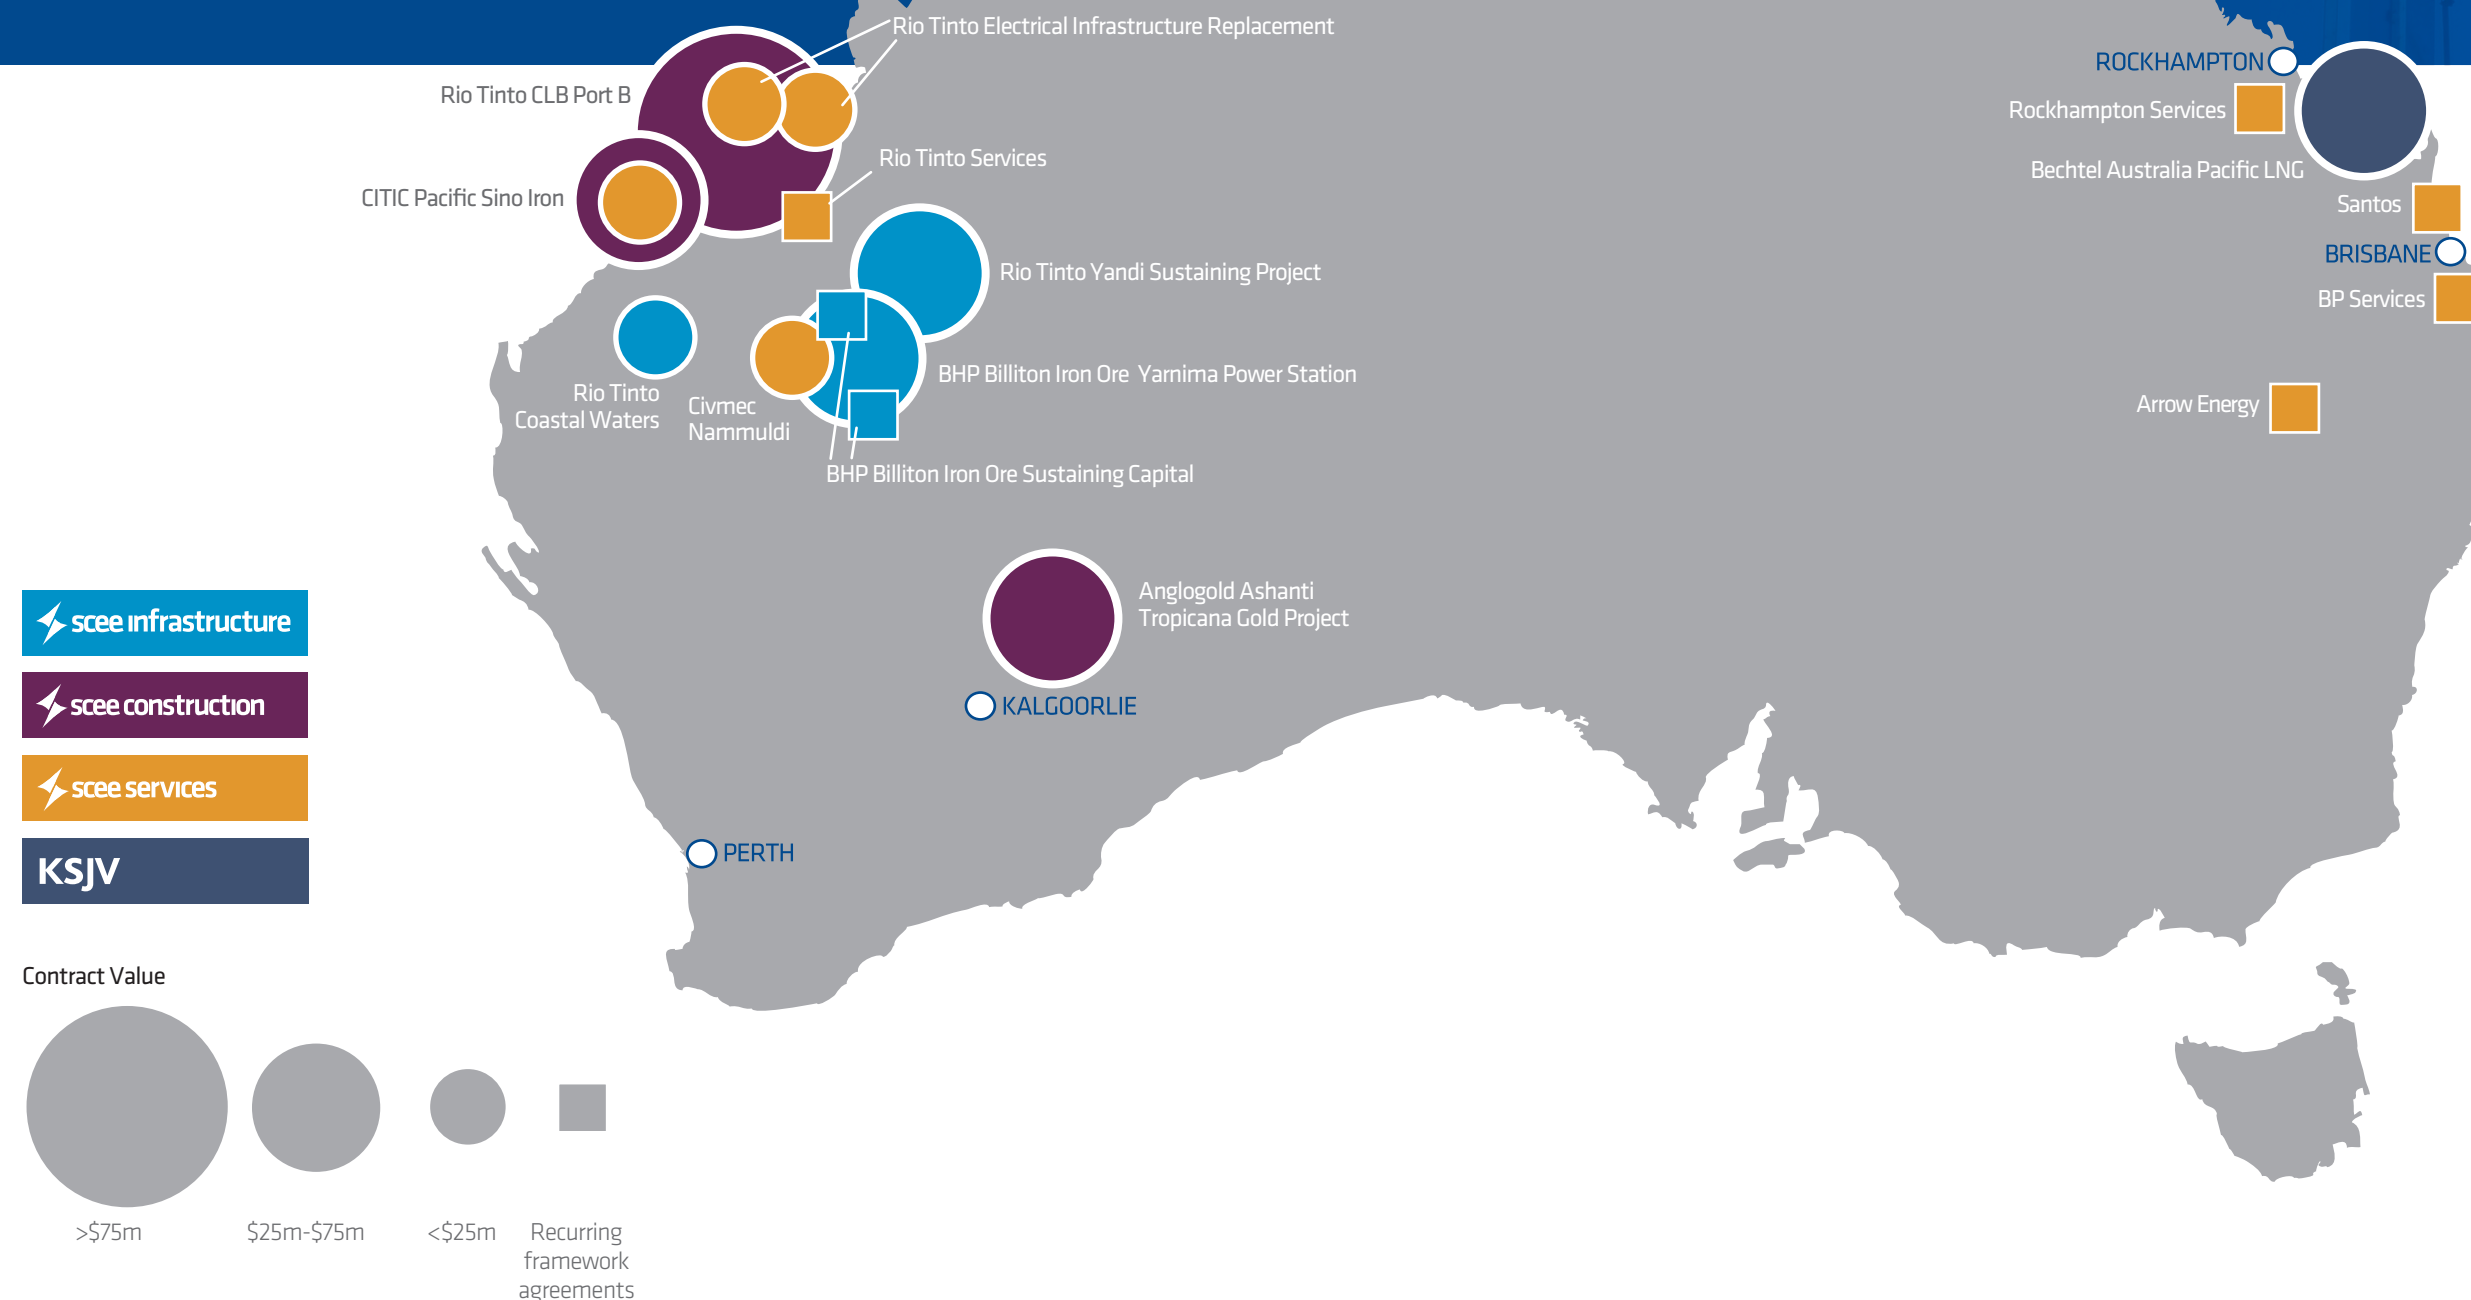 Rio Tinto Electrical Infrastructure Replacement
Rio Tinto CLB Port B
Rio Tinto Services
CITIC Pacific Sino Iron
Rio Tinto Yandi Sustaining Project
BHP Billiton Iron Ore Yarnima Power Station
Rio Tinto
Coastal Waters
Civmec
Nammuldi
BHP Billiton Iron Ore Sustaining Capital
ROCKHAMPTON
Rockhampton Services
Bechtel Australia Pacific LNG
Santos
BRISBANE
BP Services
Arrow Energy
Anglogold Ashanti
Tropicana Gold Project
KALGOORLIE
PERTH
scee infrastructure
scee construction
scee services
KSJV
Contract Value
>$75m
$25m-$75m
<$25m
Recurring
framework
agreements